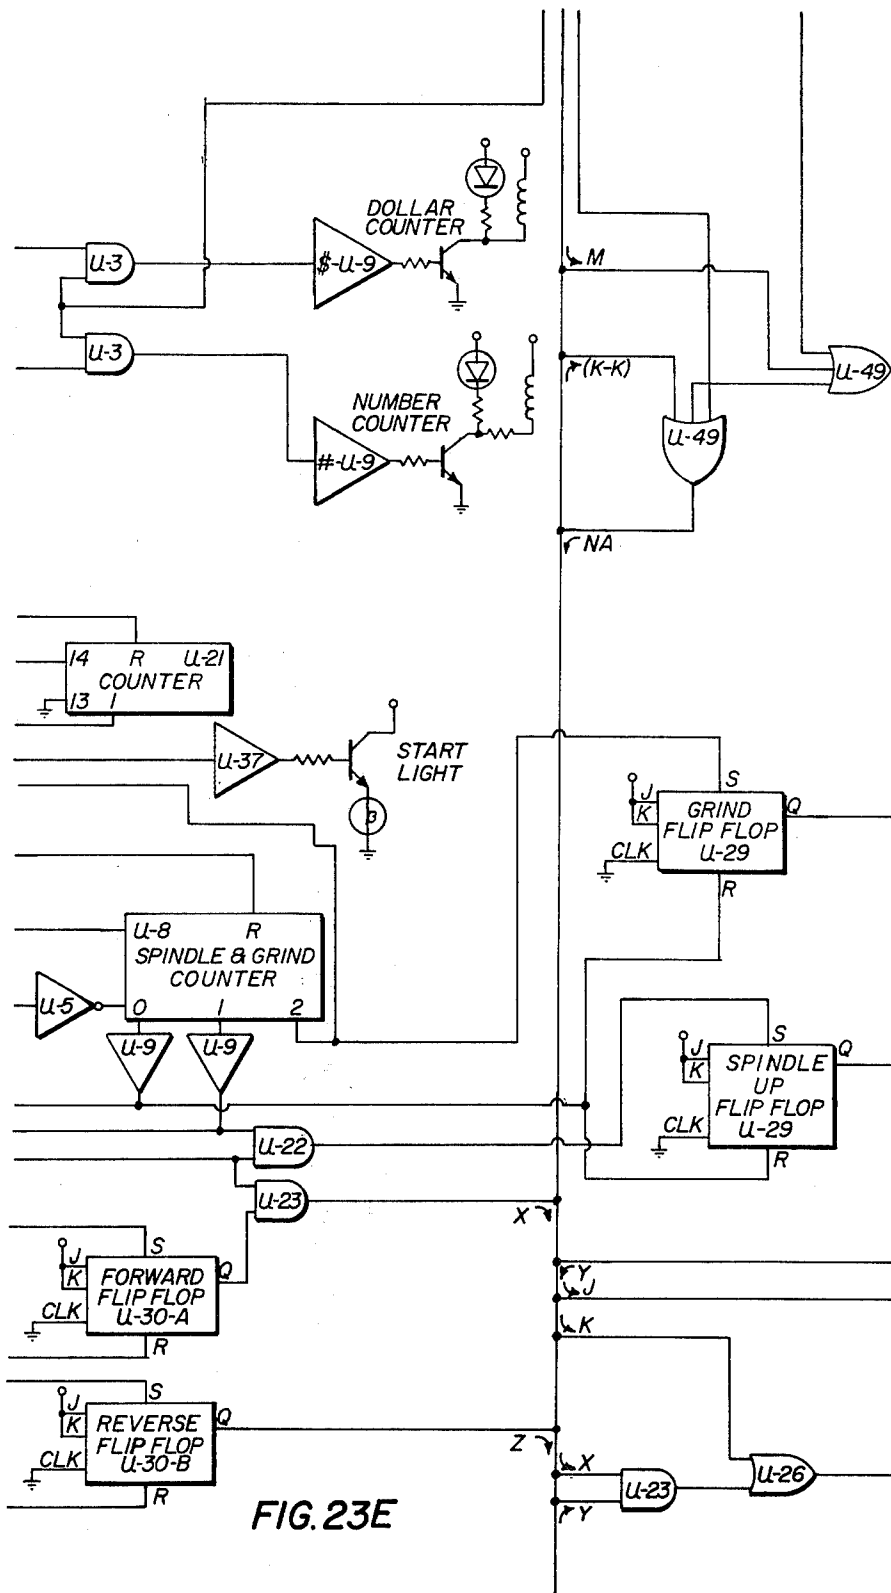 DOLLAR
COUNTER
U-3
$-U-9
M
U-3
(K-K)
U-49
NUMBER
COUNTER
U-49
#-U-9
NA
14 R U-21
COUNTER
13 1
U-37
START
LIGHT
S
J
K
GRIND
FLIP FLOP
U-29
Q
CLK
R
U-8 R
SPINDLE & GRIND
COUNTER
U-5
0 1 2
U-9
U-9
S
J
K
SPINDLE
UP
FLIP FLOP
U-29
Q
CLK
R
U-22
U-23
X
S
J
K
FORWARD
FLIP FLOP
U-30-A
Q
CLK
R
Y
J
K
S
J
K
REVERSE
FLIP FLOP
U-30-B
Q
CLK
R
Z
X
U-23
Y
U-26
FIG. 23E